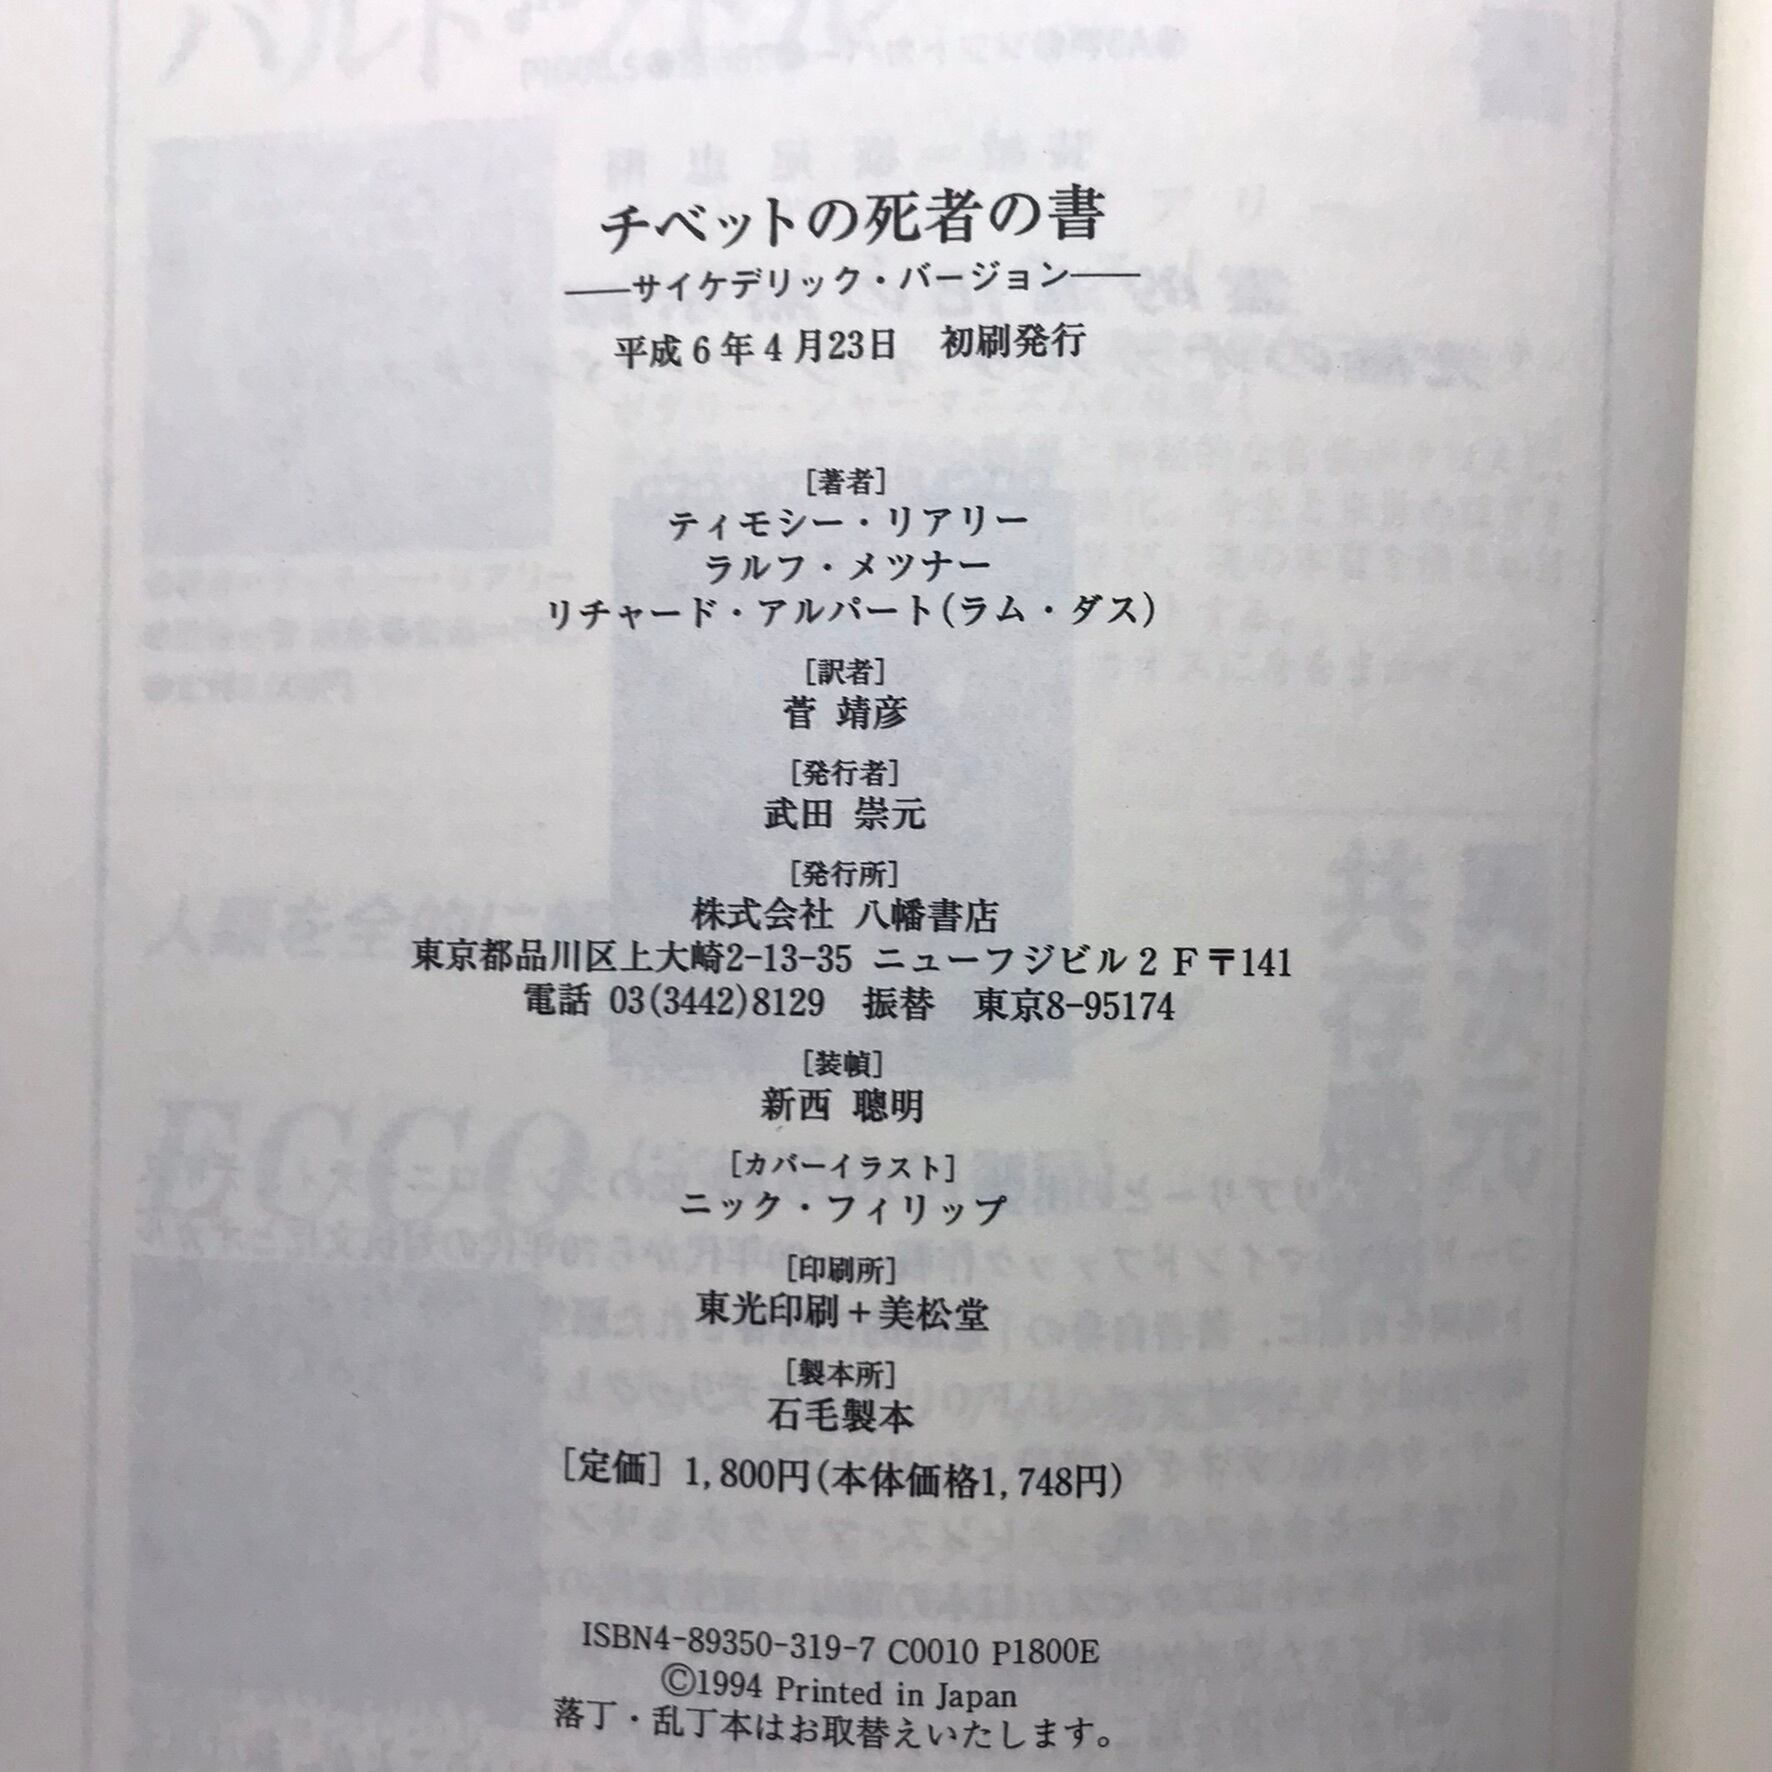 チベットの死者の書
――サイケデリック・バージョン――
平成6年4月23日　初刷発行
[著者]
ティモシー・リアリー
ラルフ・メツナー
リチャード・アルパート(ラム・ダス)
[訳者]
菅 靖彦
[発行者]
武田 崇元
[発行所]
株式会社 八幡書店
東京都品川区上大崎2-13-35 ニューフジビル2F〒141
電話 03(3442)8129　振替　東京8-95174
[装幀]
新西 聰明
[カバーイラスト]
ニック・フィリップ
[印刷所]
東光印刷+美松堂
[製本所]
石毛製本
[定価] 1,800円(本体価格1,748円)
ISBN4-89350-319-7 C0010 P1800E
©1994 Printed in Japan
落丁・乱丁本はお取替えいたします。